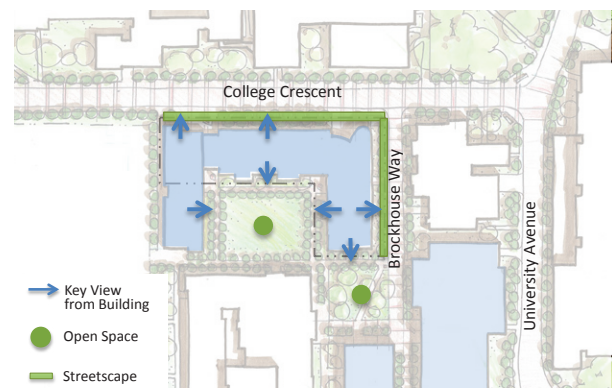 College Crescent
Brockhouse Way
University Avenue
Key View
from Building
Open Space
Streetscape